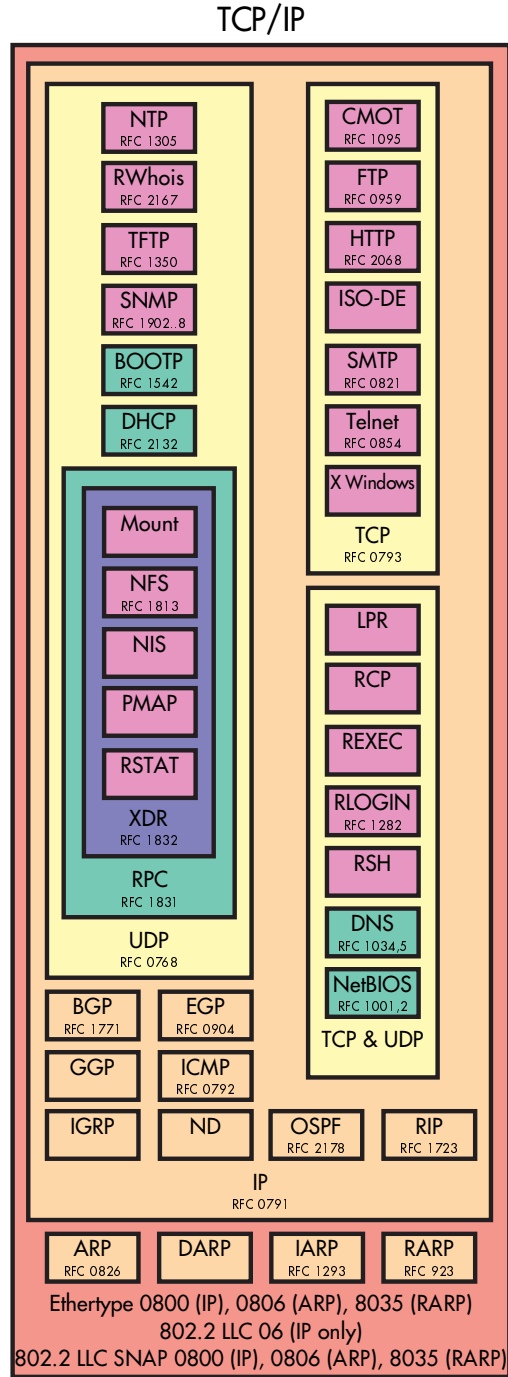 TCP/IP
NTP
RFC 1305
RWhois
RFC 2167
TFTP
RFC 1350
SNMP
RFC 1902..8
BOOTP
RFC 1542
DHCP
RFC 2132
Mount
NFS
RFC 1813
NIS
PMAP
RSTAT
XDR
RFC 1832
RPC
RFC 1831
UDP
RFC 0768
CMOT
RFC 1095
FTP
RFC 0959
HTTP
RFC 2068
ISO-DE
SMTP
RFC 0821
Telnet
RFC 0854
X Windows
TCP
RFC 0793
LPR
RCP
REXEC
RLOGIN
RFC 1282
RSH
DNS
RFC 1034,5
NetBIOS
RFC 1001,2
TCP & UDP
BGP
RFC 1771
EGP
RFC 0904
GGP
ICMP
RFC 0792
IGRP
ND
OSPF
RFC 2178
RIP
RFC 1723
IP
RFC 0791
ARP
RFC 0826
DARP
IARP
RFC 1293
RARP
RFC 923
Ethertype 0800 (IP), 0806 (ARP), 8035 (RARP)
802.2 LLC 06 (IP only)
802.2 LLC SNAP 0800 (IP), 0806 (ARP), 8035 (RARP)